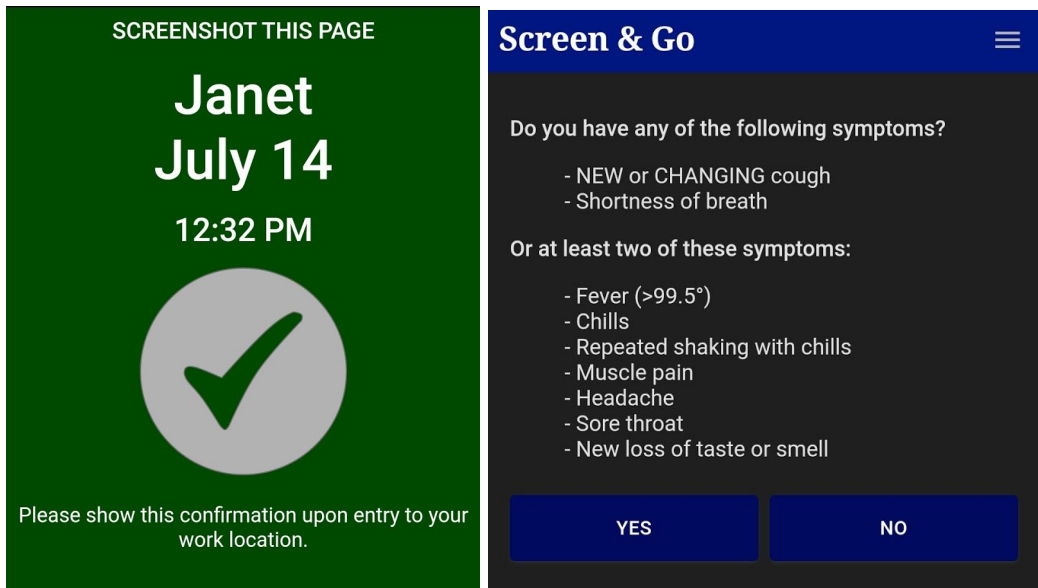 SCREENSHOT THIS PAGE
Janet
July 14
12:32 PM
Please show this confirmation upon entry to your
work location.
Screen & Go
Do you have any of the following symptoms?
- NEW or CHANGING cough
- Shortness of breath
Or at least two of these symptoms:
- Fever (>99.5°)
- Chills
- Repeated shaking with chills
- Muscle pain
- Headache
- Sore throat
- New loss of taste or smell
YES
NO